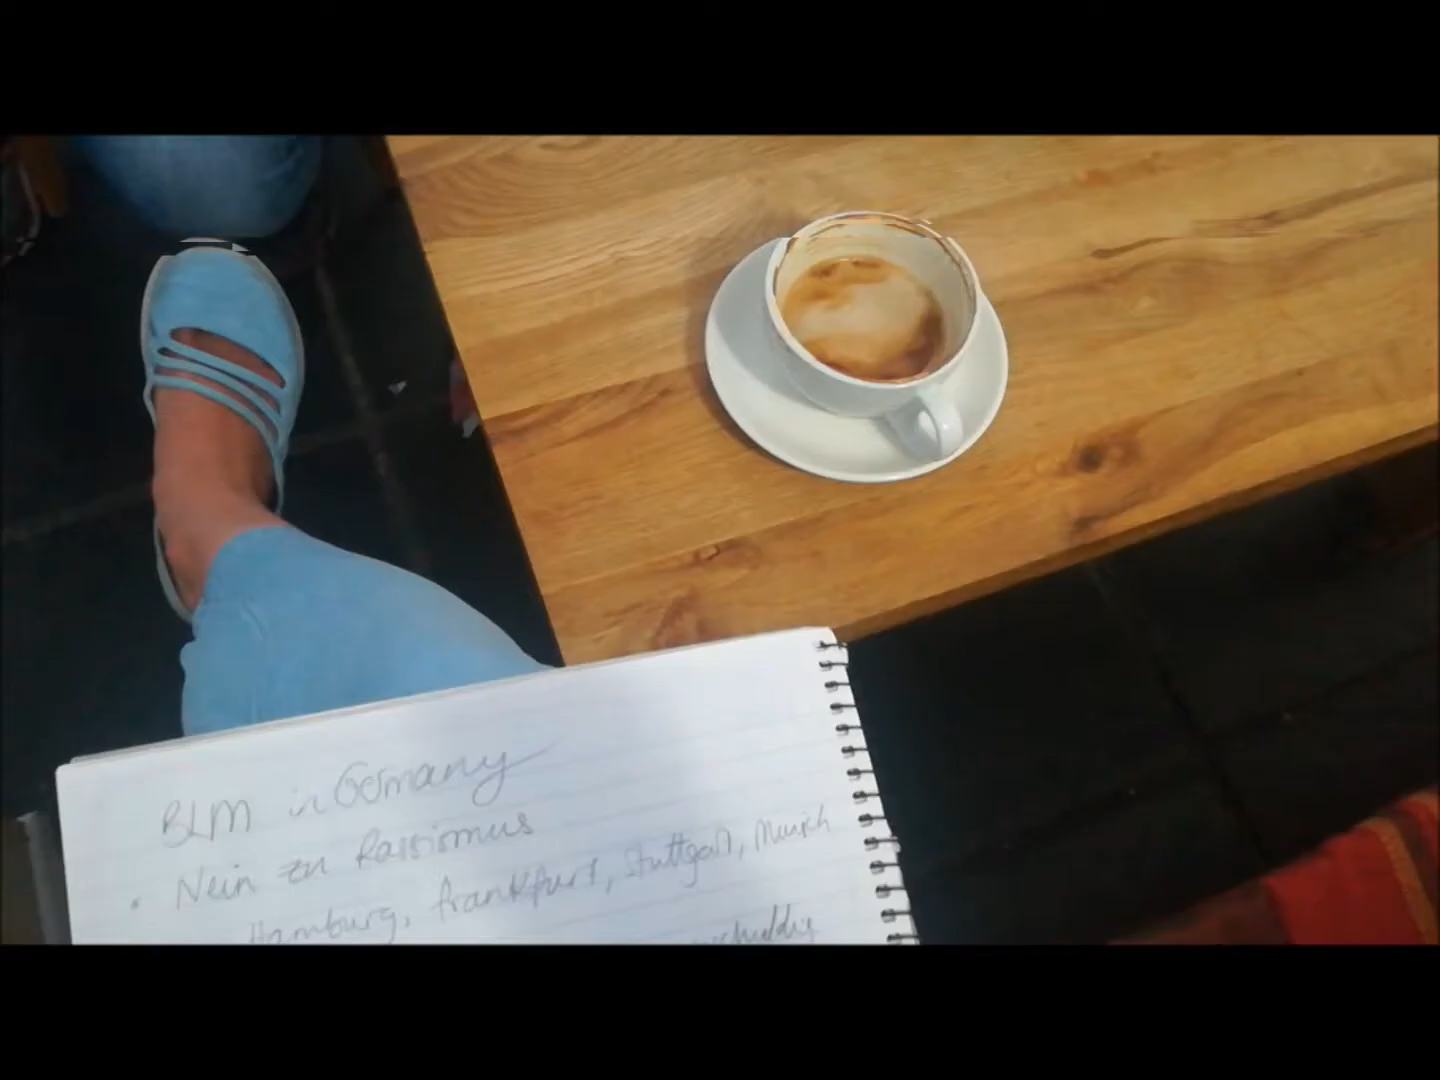 BLM in Germany
• Nein zu Rassismus
Hamburg, Frankfurt, Stuttgart, Munich